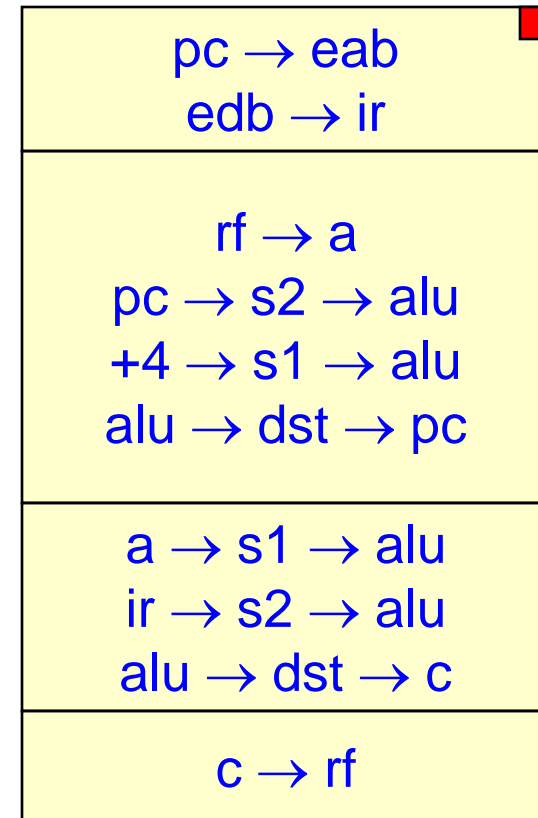 pc → eab
edb → ir
rf → a
pc → s2 → alu
+4 → s1 → alu
alu → dst → pc
a → s1 → alu
ir → s2 → alu
alu → dst → c
c → rf